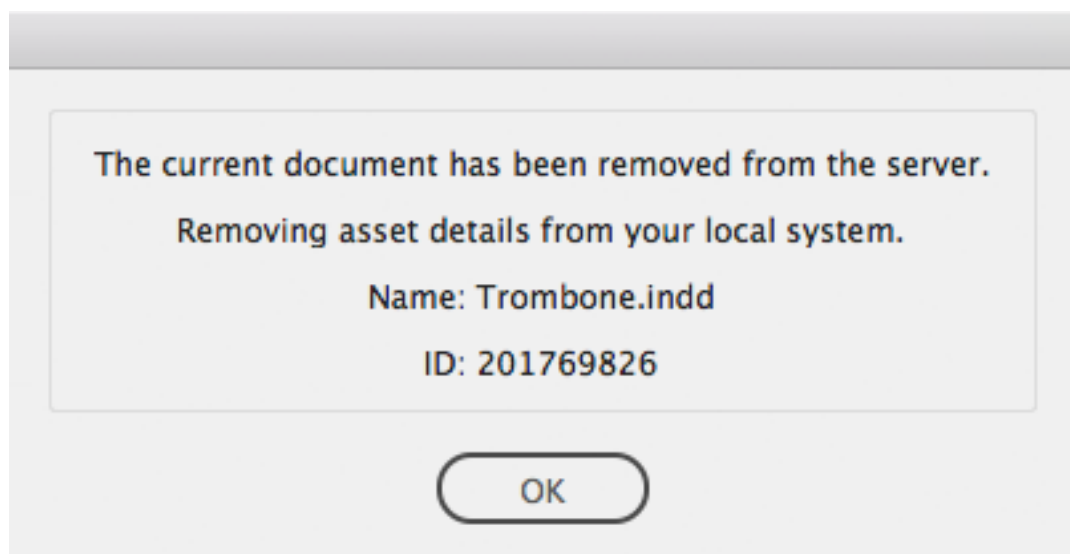 The current document has been removed from the server.
Removing asset details from your local system.
Name: Trombone.indd
ID: 201769826
OK